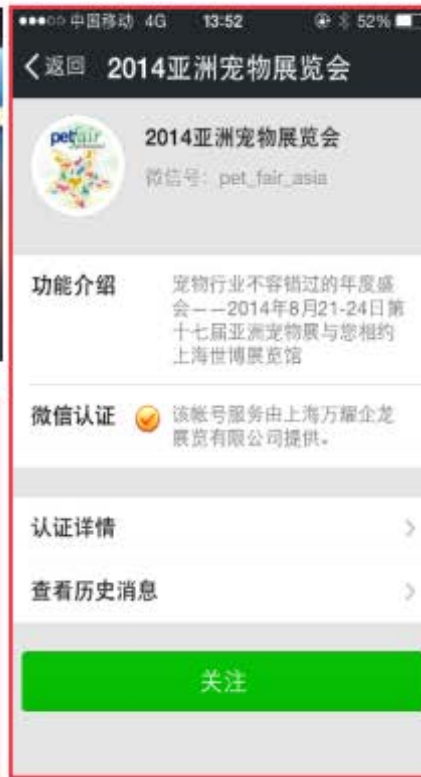 中国移动 4G 13:52 52%
返回 2014亚洲宠物展览会
pet fair
2014亚洲宠物展览会
微信号: pet_fair_asia
功能介绍
宠物行业不容错过的年度盛
会——2014年8月21-24日第
十七届亚洲宠物展与您相约
上海世博展览馆
微信认证
该帐号服务由上海万耀企龙
展览有限公司提供。
认证详情
查看历史消息
关注